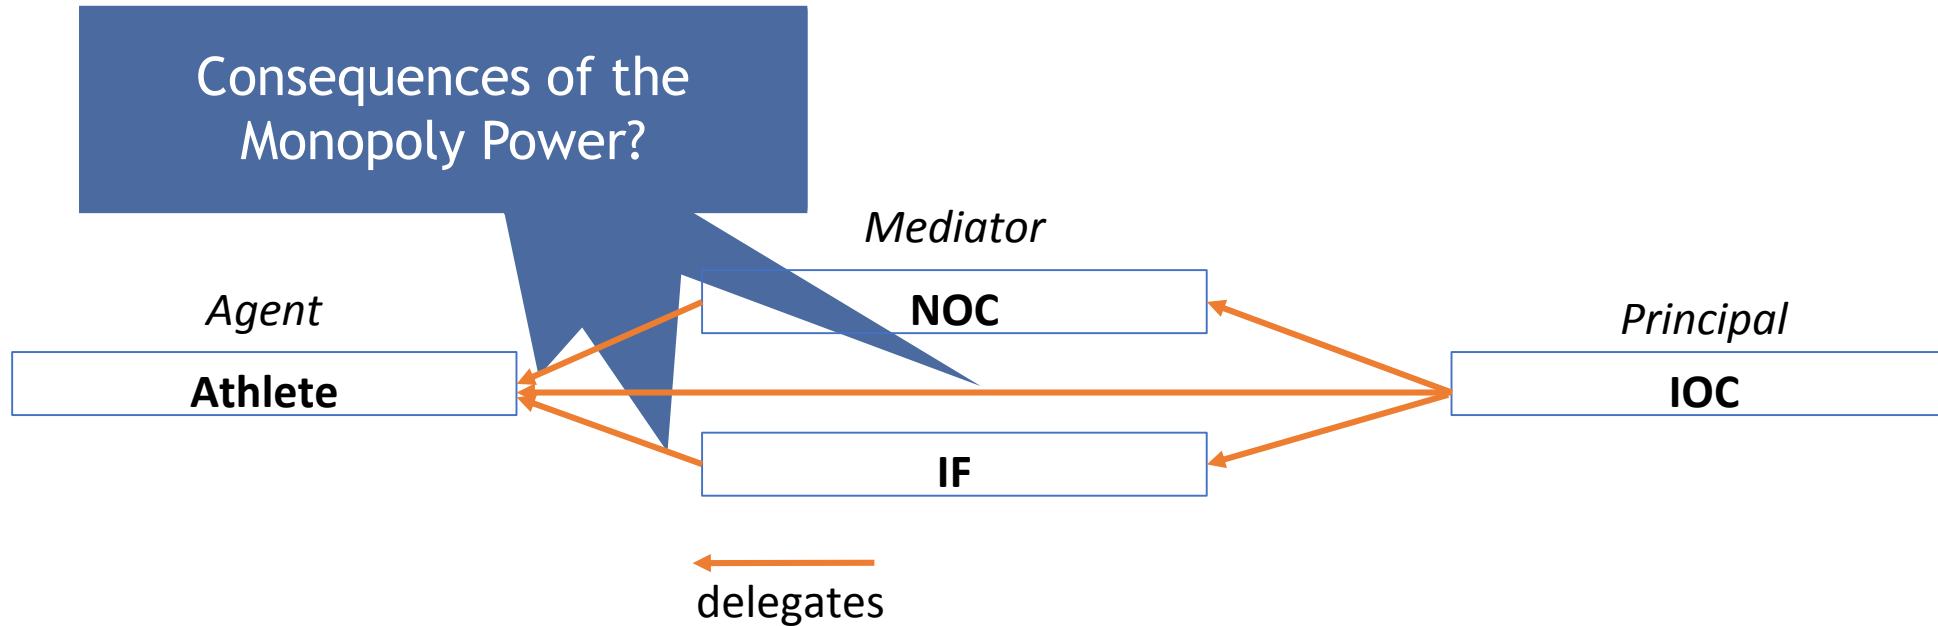 Consequences of the
Monopoly Power?
Mediator
Agent
NOC
Principal
Athlete
IOC
IF
delegates